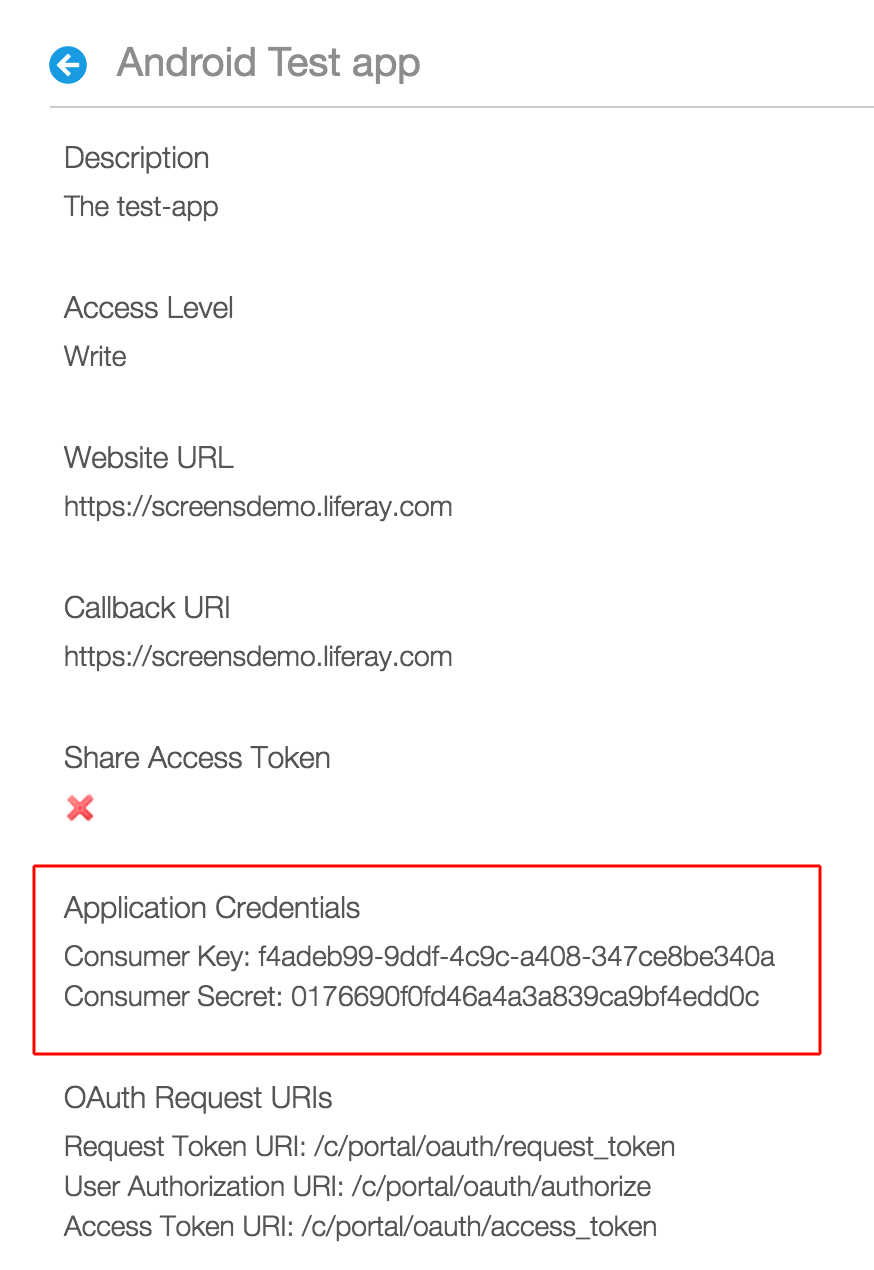 Android Test app
Description
The test-app
Access Level
Write
Website URL
https://screensdemo.liferay.com
Callback URI
https://screensdemo.liferay.com
Share Access Token
Application Credentials
Consumer Key: f4adeb99-9ddf-4c9c-a408-347ce8be340a
Consumer Secret: 0176690f0fd46a4a3a839ca9bf4edd0c
OAuth Request URIs
Request Token URI: /c/portal/oauth/request_token
User Authorization URI: /c/portal/oauth/authorize
Access Token URI: /c/portal/oauth/access_token